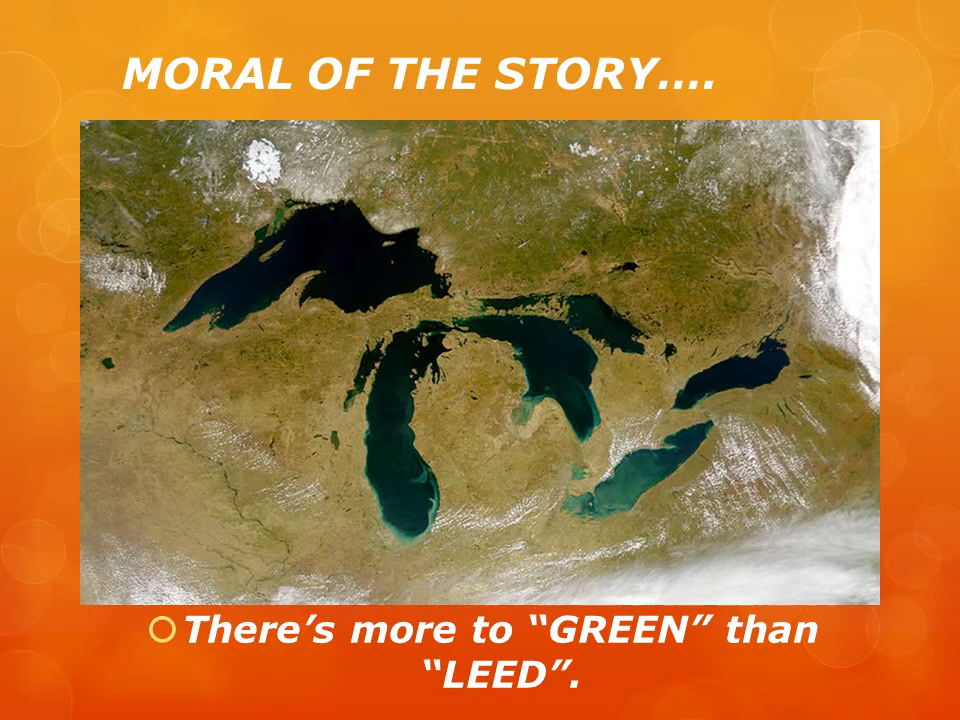 MORAL OF THE STORY….
There’s more to “GREEN” than
“LEED”.